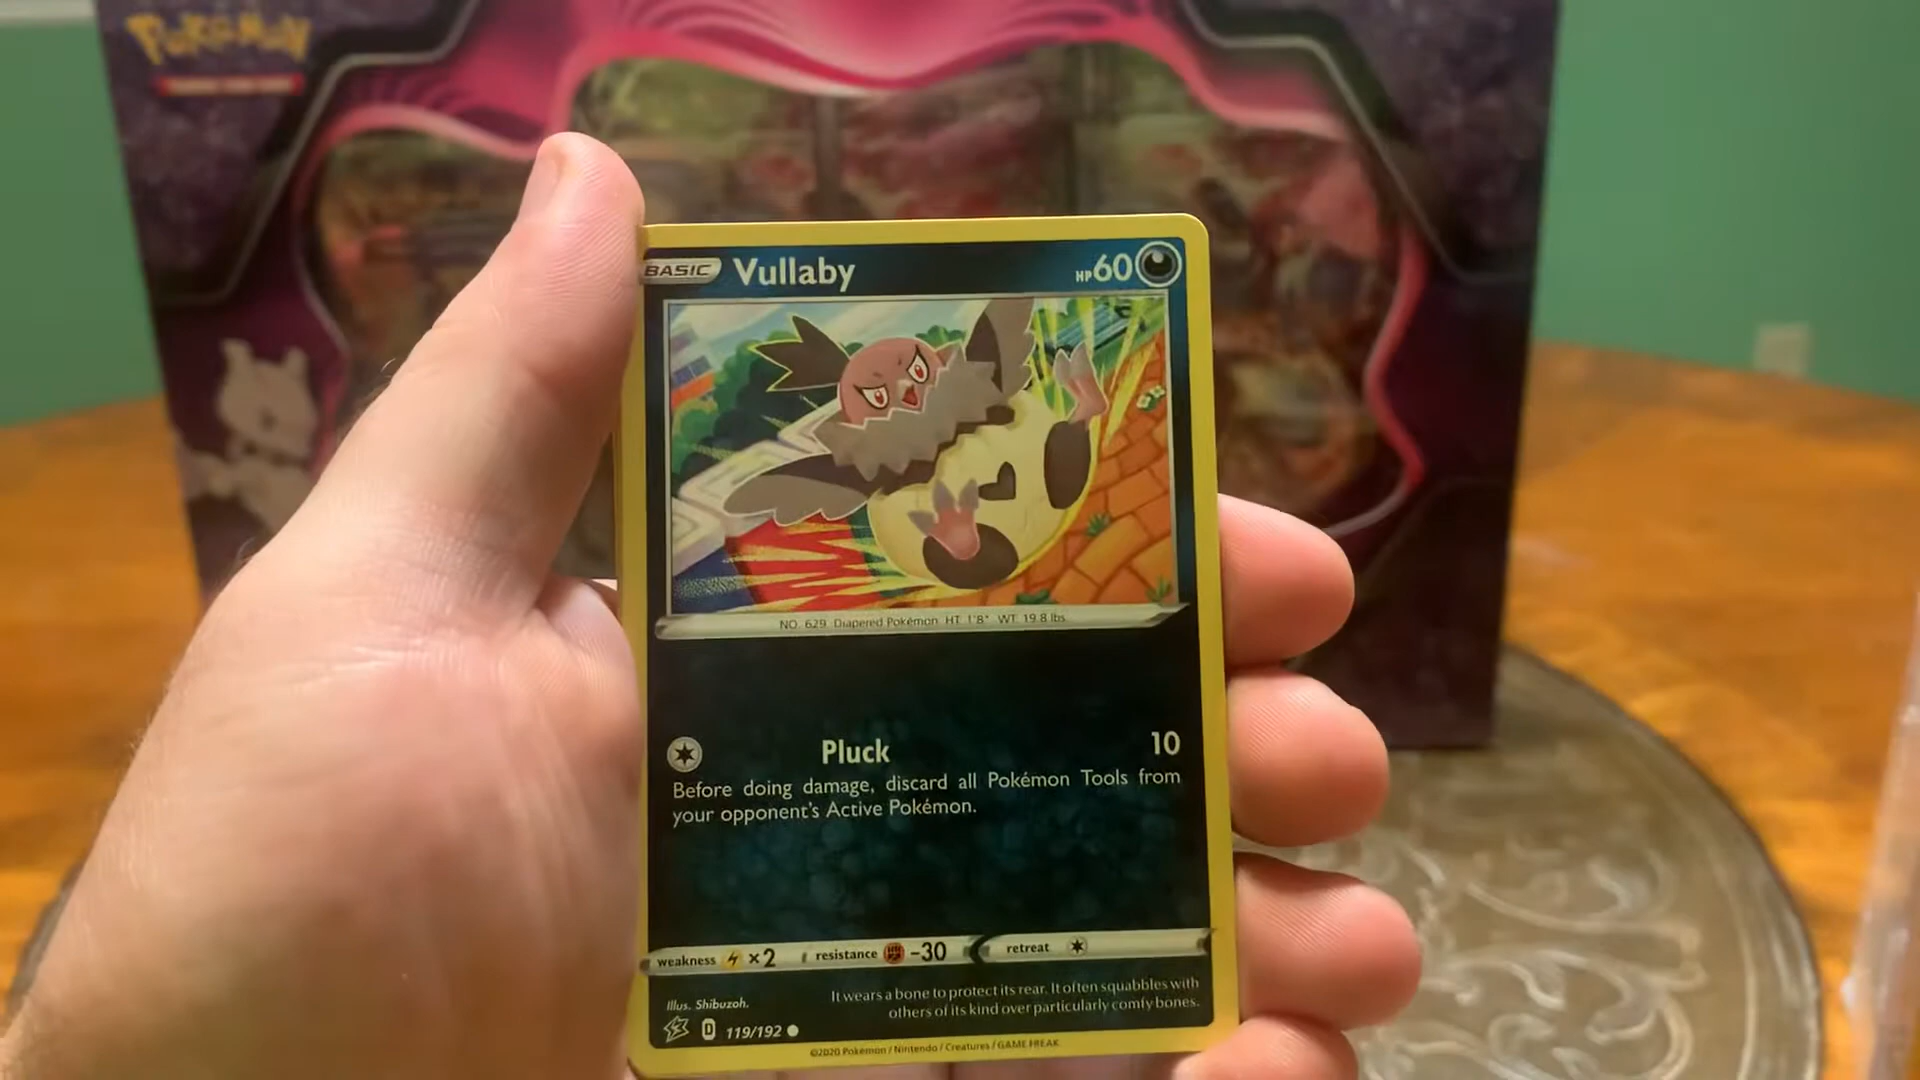 Pokémon
BASIC Vullaby HP 60
NO. 629 Diapered Pokémon HT 1'8" WT 19.8 lbs
Pluck 10
Before doing damage, discard all Pokémon Tools from
your opponent's Active Pokémon.
weakness ×2 resistance -30 retreat
Illus. Shibuzoh.
It wears a bone to protect its rear. It often squabbles with
others of its kind over particularly comfy bones.
D 119/192
©2020 Pokémon / Nintendo / Creatures / GAME FREAK